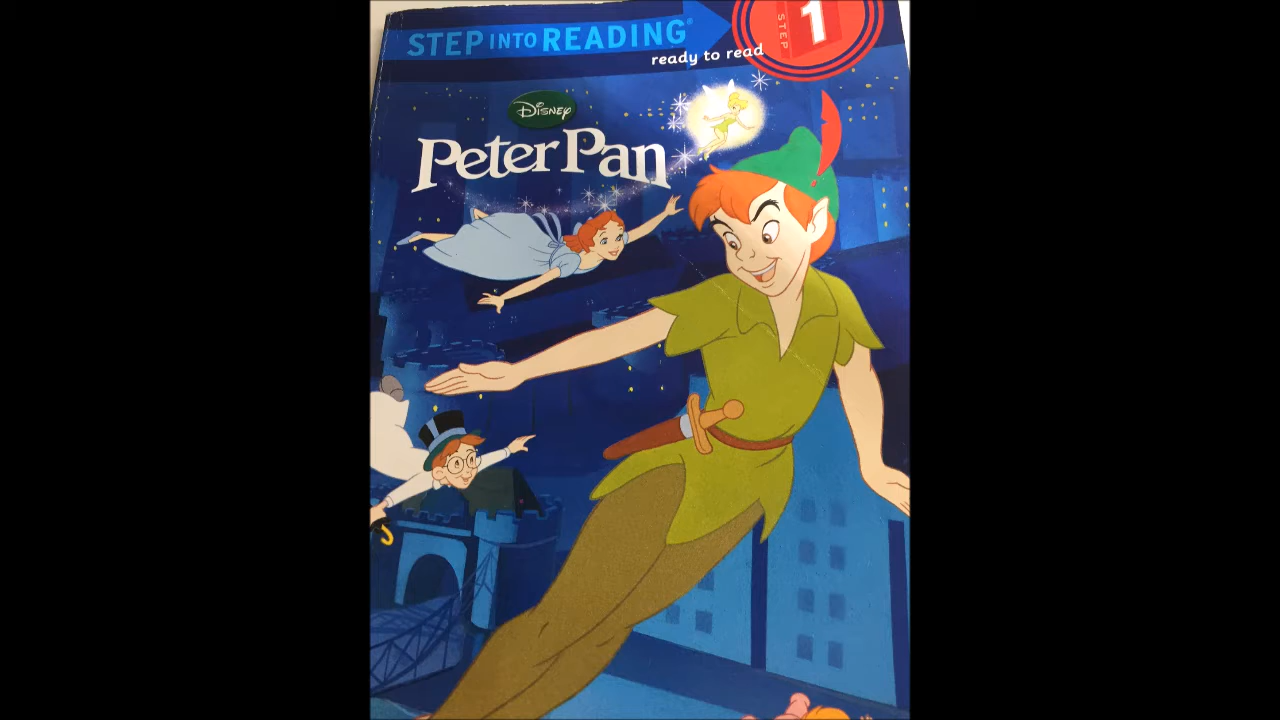 STEP INTO READING®
ready to read
STEP 1
DISNEY
Peter Pan